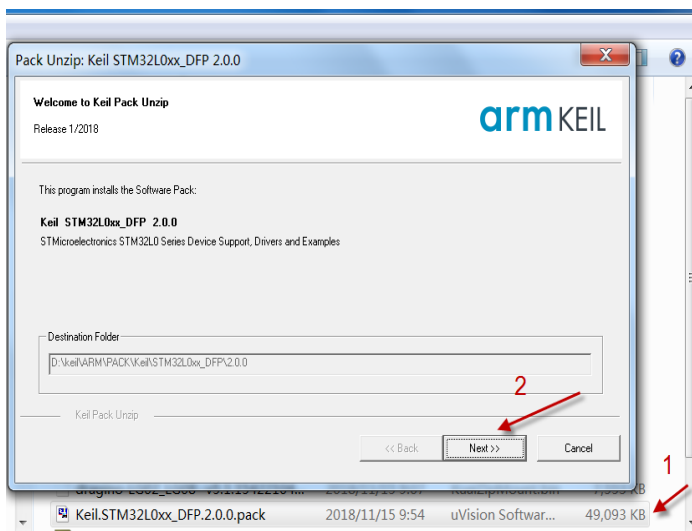 Pack Unzip: Keil STM32L0xx_DFP 2.0.0
Welcome to Keil Pack Unzip
Release 1/2018
arm KEIL
This program installs the Software Pack:
Keil STM32L0xx_DFP 2.0.0
STMicroelectronics STM32L0 Series Device Support, Drivers and Examples
Destination Folder
D:\keil\ARM\PACK\Keil\STM32L0xx_DFP\2.0.0
2
Keil Pack Unzip
<< Back Next >> Cancel
1
Keil.STM32L0xx_DFP.2.0.0.pack 2018/11/15 9:54 uVision Softwar... 49,093 KB